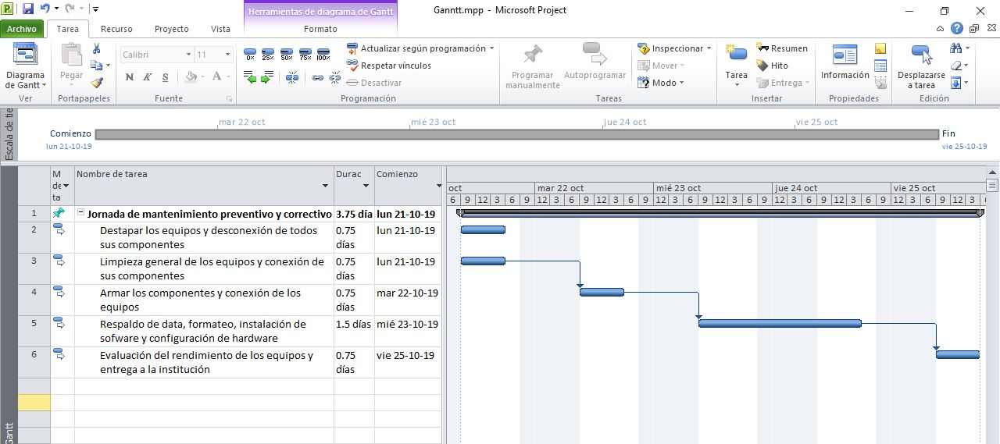 Herramientas de diagrama de Gantt
Ganntt.mpp - Microsoft Project
Archivo Tarea Recurso Proyecto Vista Formato
Diagrama de Gantt
Ver
Pegar
Portapapeles
Calibri 11
N K S A
Fuente
0% 25% 50% 75% 100%
Actualizar según programación
Respetar vínculos
Desactivar
Programación
Programar manualmente
Autoprogramar
Inspeccionar
Mover
Modo
Tareas
Tarea
Resumen
Hito
Entrega
Insertar
Información
Propiedades
Desplazarse a tarea
Edición
Escala de tie
mar 22 oct mié 23 oct jue 24 oct vie 25 oct
Comienzo
lun 21-10-19
Fin
vie 25-10-19
M de ta Nombre de tarea Durac Comienzo
oct mar 22 oct mié 23 oct jue 24 oct vie 25 oct
6 9 12 3 6 9 12 3 6 9 12 3 6 9 12 3 6 9 12 3 6 9 12 3 6 9 12 3 6 9 12 3 6 9 12 3
1 Jornada de mantenimiento preventivo y correctivo 3.75 día lun 21-10-19
2 Destapar los equipos y desconexión de todos sus componentes 0.75 días lun 21-10-19
3 Limpieza general de los equipos y conexión de sus componentes 0.75 días lun 21-10-19
4 Armar los componentes y conexión de los equipos 0.75 días mar 22-10-19
5 Respaldo de data, formateo, instalación de sofware y configuración de hardware 1.5 días mié 23-10-19
6 Evaluación del rendimiento de los equipos y entrega a la institución 0.75 días vie 25-10-19
Gantt